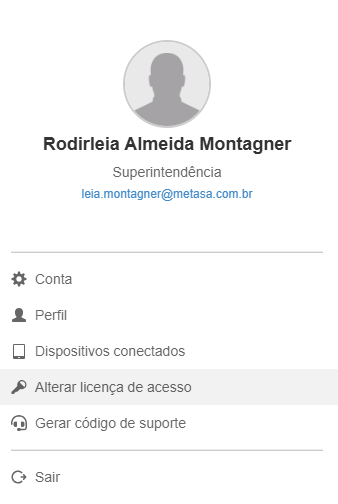 Rodirleia Almeida Montagner
Superintendência
leia.montagner@metasa.com.br
Conta
Perfil
Dispositivos conectados
Alterar licença de acesso
Gerar código de suporte
Sair